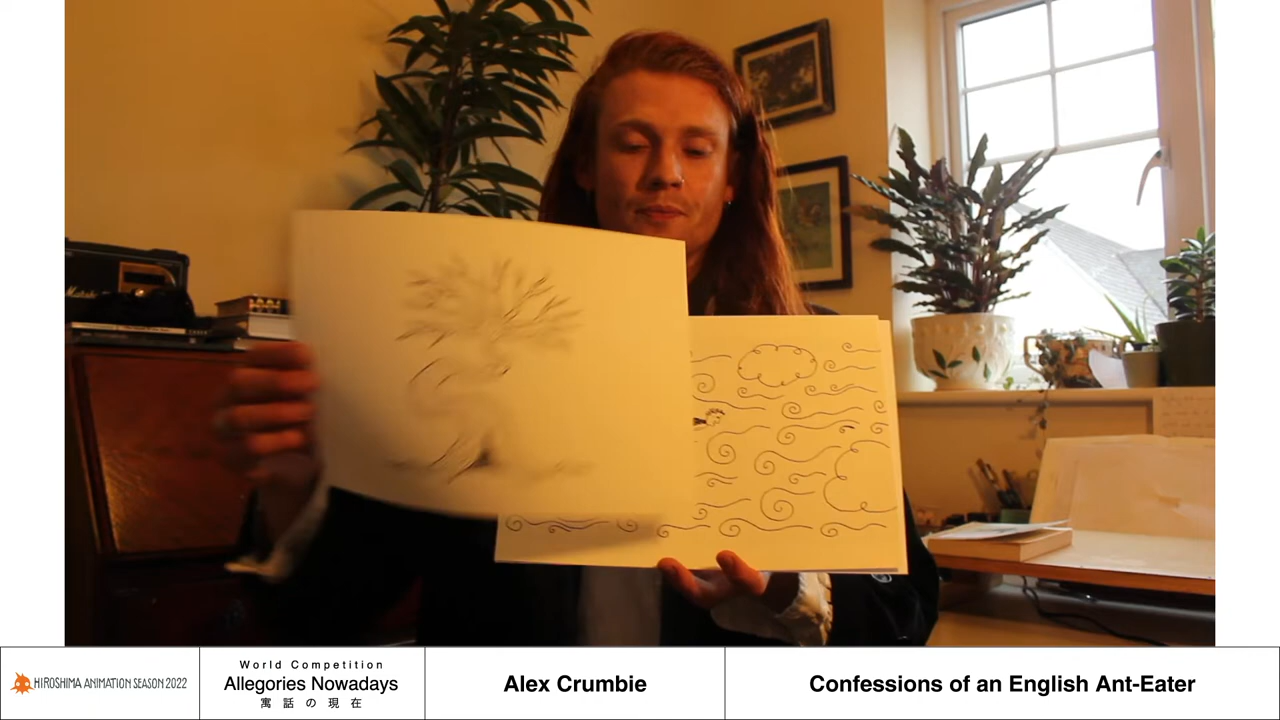 HIROSHIMA ANIMATION SEASON 2022
World Competition
Allegories Nowadays
寓話の現在
Alex Crumbie
Confessions of an English Ant-Eater